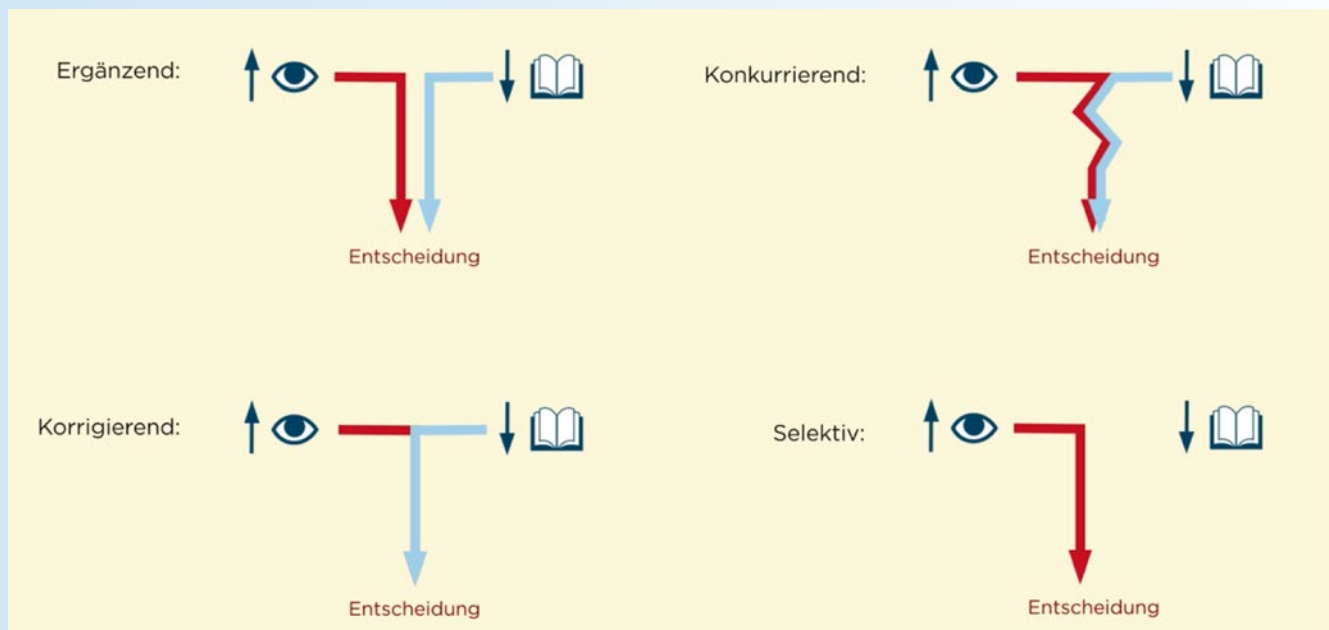 Ergänzend:
Entscheidung
Konkurrierend:
Entscheidung
Korrigierend:
Entscheidung
Selektiv:
Entscheidung